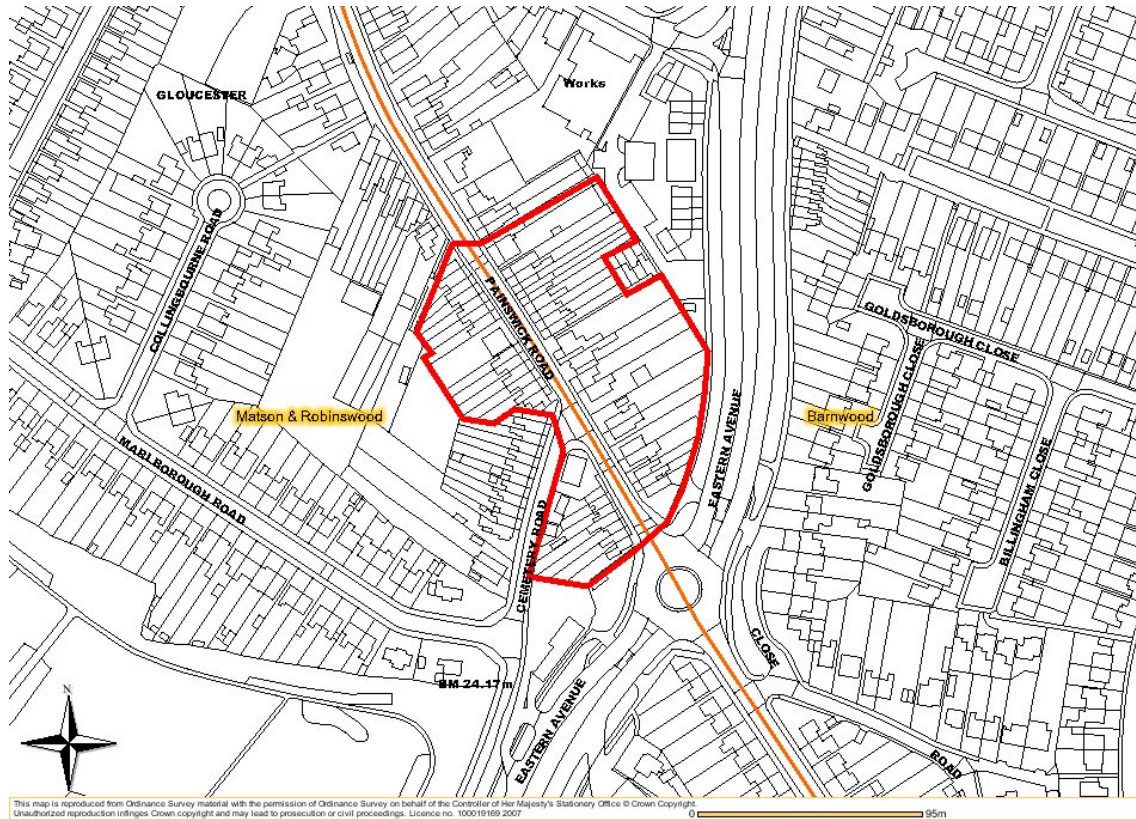 GLOUCESTER
Works
COLLINGBOURNE ROAD
PAINSWICK ROAD
GOLDSBOROUGH CLOSE
GOLDSBOROUGH CLOSE
Matson & Robinswood
Barnwood
MARLBOROUGH ROAD
EASTERN AVENUE
BILLINGHAM CLOSE
CEMETERY ROAD
CLOSE
BM 24.17m
EASTERN AVENUE
ROAD
N
This map is reproduced from Ordinance Survey material with the permission of Ordnance Survey on behalf of the Controller of Her Majesty's Stationery Office © Crown Copyright.
Unauthorized reproduction infringes Crown copyright and may lead to prosecution or civil proceedings. Licence no. 100019169 2007
0 95m